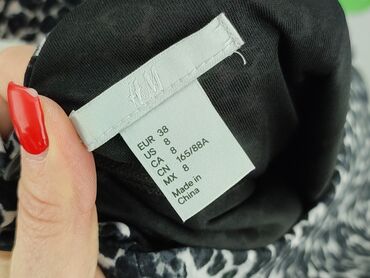 H&M
EUR 38
US 8
CA 8
CN 165/88A
MX 8
Made in
China